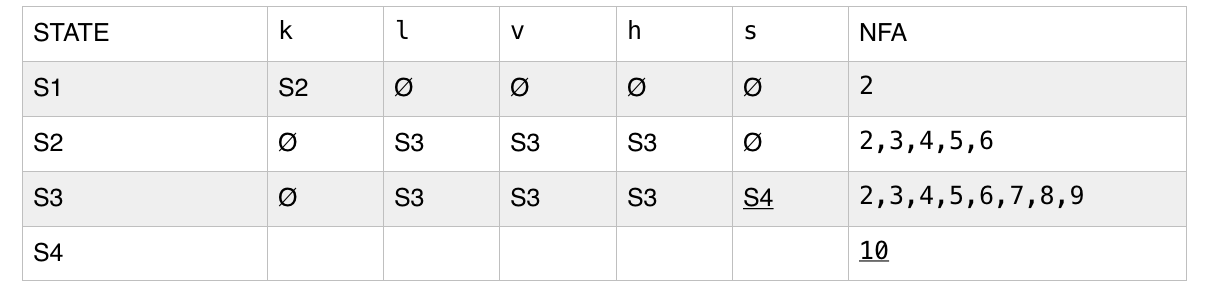 STATE k l v h s NFA
S1 S2 Ø Ø Ø Ø 2
S2 Ø S3 S3 S3 Ø 2,3,4,5,6
S3 Ø S3 S3 S3 S4 2,3,4,5,6,7,8,9
S4 10